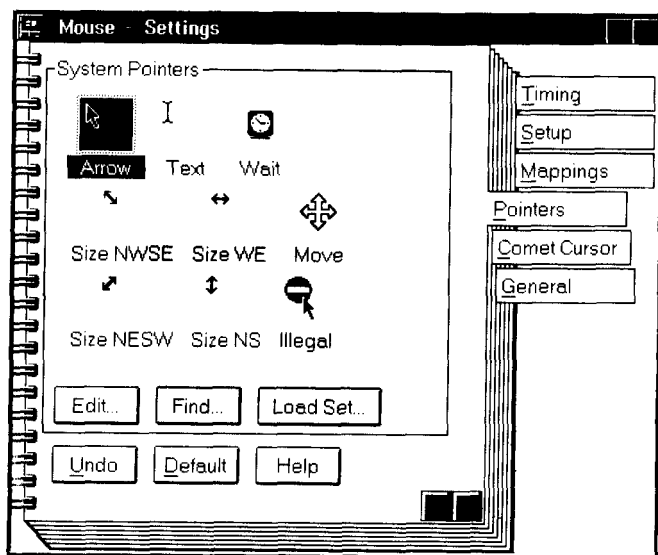 Mouse - Settings
System Pointers
Arrow Text Wait
Size NWSE Size WE Move
Size NESW Size NS Illegal
Edit... Find... Load Set...
Undo Default Help
Timing
Setup
Mappings
Pointers
Comet Cursor
General